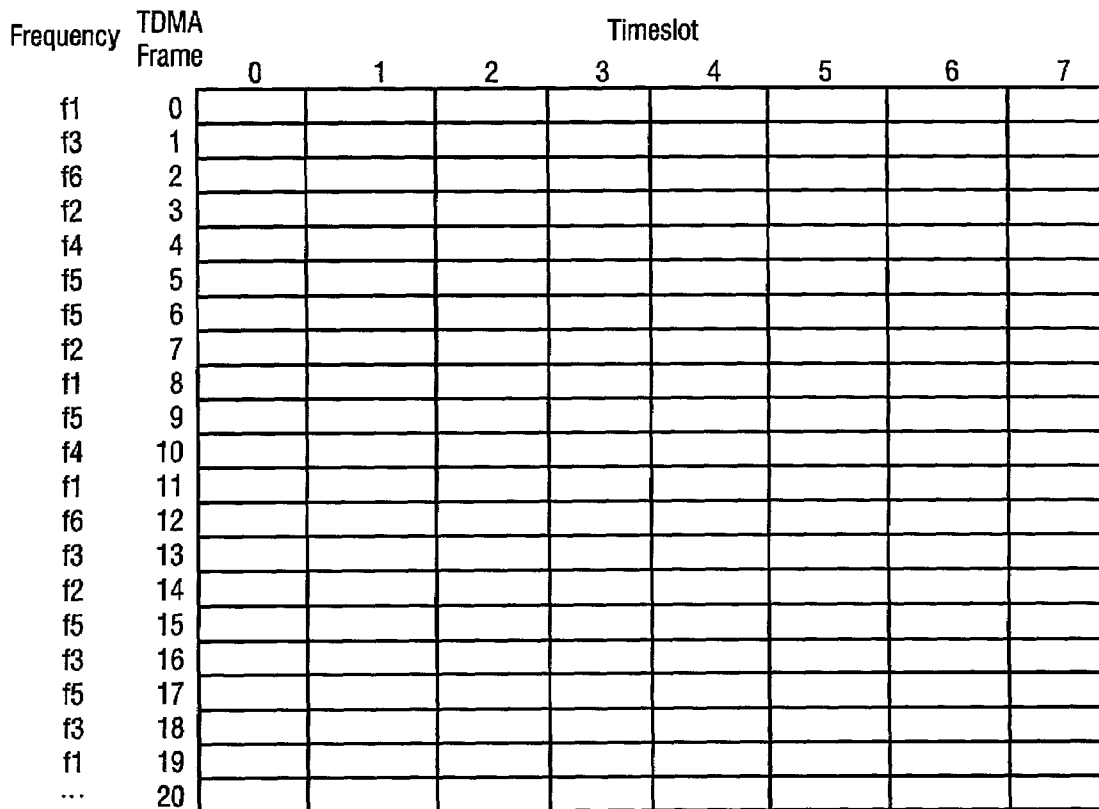 Frequency TDMA Frame Timeslot
0 1 2 3 4 5 6 7
f1 0
f3 1
f6 2
f2 3
f4 4
f5 5
f5 6
f2 7
f1 8
f5 9
f4 10
f1 11
f6 12
f3 13
f2 14
f5 15
f3 16
f5 17
f3 18
f1 19
... 20